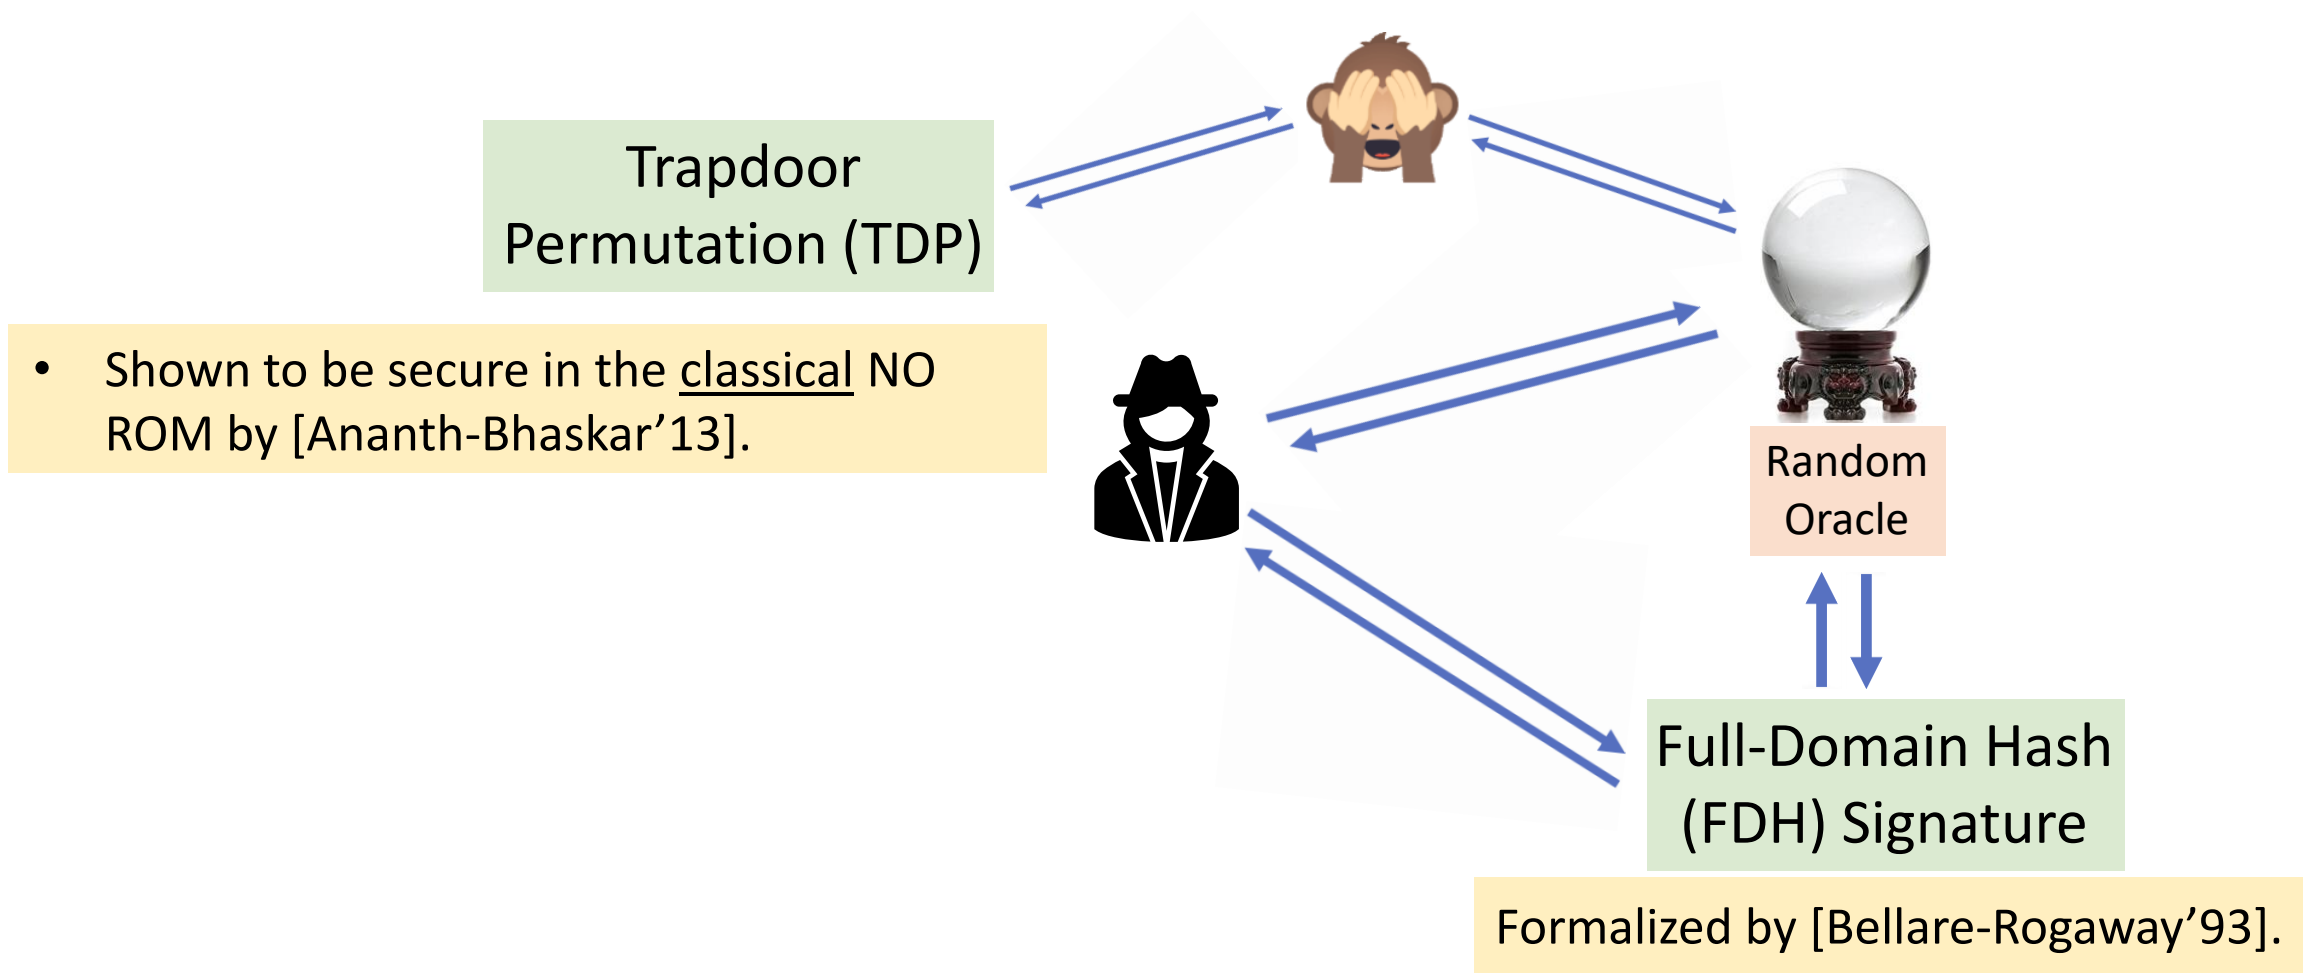 Trapdoor
Permutation (TDP)
• Shown to be secure in the classical NO
ROM by [Ananth-Bhaskar’13].
Random
Oracle
Full-Domain Hash
(FDH) Signature
Formalized by [Bellare-Rogaway’93].